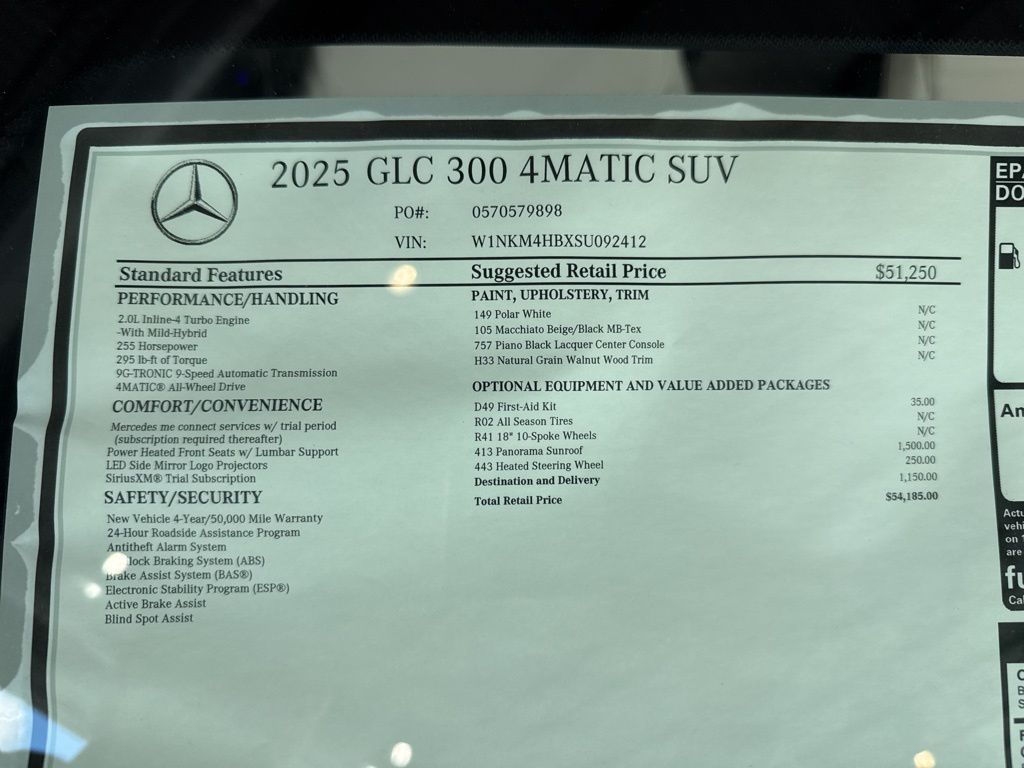 2025 GLC 300 4MATIC SUV
PO#: 0570579898
VIN: W1NKM4HBXSU092412
Standard Features
PERFORMANCE/HANDLING
2.0L Inline-4 Turbo Engine
-With Mild-Hybrid
255 Horsepower
295 lb-ft of Torque
9G-TRONIC 9-Speed Automatic Transmission
4MATIC® All-Wheel Drive
COMFORT/CONVENIENCE
Mercedes me connect services w/ trial period
(subscription required thereafter)
Power Heated Front Seats w/ Lumbar Support
LED Side Mirror Logo Projectors
SiriusXM® Trial Subscription
SAFETY/SECURITY
New Vehicle 4-Year/50,000 Mile Warranty
24-Hour Roadside Assistance Program
Antitheft Alarm System
lock Braking System (ABS)
Brake Assist System (BAS®)
Electronic Stability Program (ESP®)
Active Brake Assist
Blind Spot Assist
Suggested Retail Price $51,250
PAINT, UPHOLSTERY, TRIM
149 Polar White N/C
105 Macchiato Beige/Black MB-Tex N/C
757 Piano Black Lacquer Center Console N/C
H33 Natural Grain Walnut Wood Trim N/C
OPTIONAL EQUIPMENT AND VALUE ADDED PACKAGES
D49 First-Aid Kit 35.00
R02 All Season Tires N/C
R41 18" 10-Spoke Wheels N/C
413 Panorama Sunroof 1,500.00
443 Heated Steering Wheel 250.00
Destination and Delivery 1,150.00
Total Retail Price $54,185.00
EPA
DO
An
Actu
vehi
on 1
are
fu
Cal